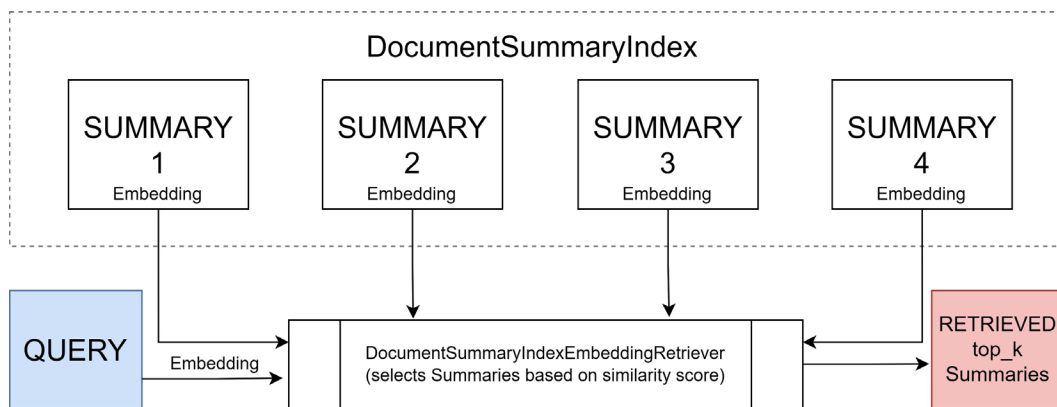 DocumentSummaryIndex
SUMMARY
1
Embedding
SUMMARY
2
Embedding
SUMMARY
3
Embedding
SUMMARY
4
Embedding
QUERY
Embedding
DocumentSummaryIndexEmbeddingRetriever
(selects Summaries based on similarity score)
RETRIEVED
top_k
Summaries